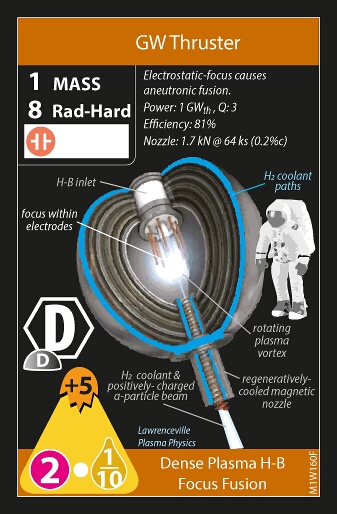 GW Thruster
1 MASS
8 Rad-Hard
Electrostatic-focus causes
aneutronic fusion.
Power: 1 GWth , Q: 3
Efficiency: 81%
Nozzle: 1.7 kN @ 64 ks (0.2%c)
H-B inlet
H₂ coolant
paths
focus within
electrodes
D
D
rotating
plasma
vortex
H₂ coolant &
positively- charged
a-particle beam
regeneratively-
cooled magnetic
nozzle
+5
Lawrenceville
Plasma Physics
2 • 1/10
Dense Plasma H-B
Focus Fusion
M1W160F